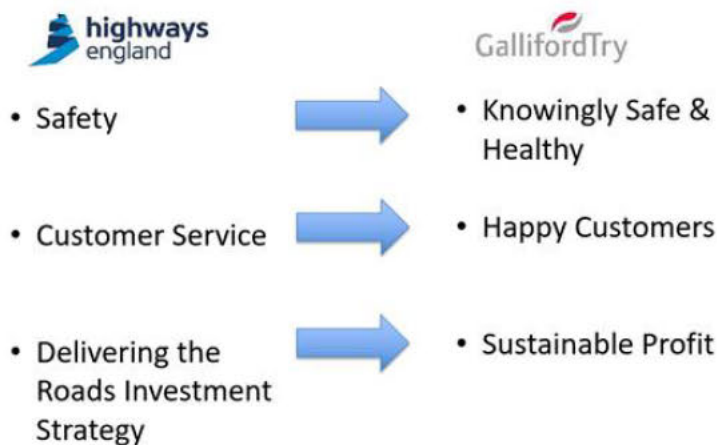 highways
england
GallifordTry
• Safety
• Knowingly Safe &
Healthy
• Customer Service
• Happy Customers
• Delivering the
Roads Investment
Strategy
• Sustainable Profit